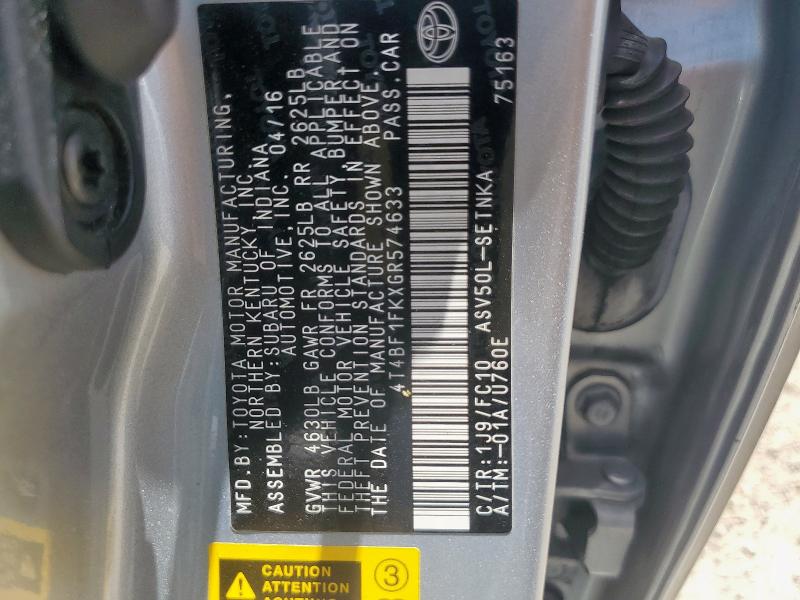 MFD.BY:TOYOTA MOTOR MANUFACTURING,
NORTHERN KENTUCKY INC.
ASSEMBLED BY:SUBARU OF INDIANA
AUTOMOTIVE,INC. 04/16
GVWR 4630LB GAWR FR 2625LB RR 2625LB
THIS VEHICLE CONFORMS TO ALL APPLICABLE
FEDERAL MOTOR VEHICLE SAFETY, BUMPER AND
THEFT PREVENTION STANDARDS IN EFFECT ON
THE DATE OF MANUFACTURE SHOWN ABOVE.
4T4BF1FKXGR574633 PASS.CAR
C/TR:1J9/FC10 ASV50L-SETNKA 75163
A/TM:-01A/U760E
CAUTION
ATTENTION
3